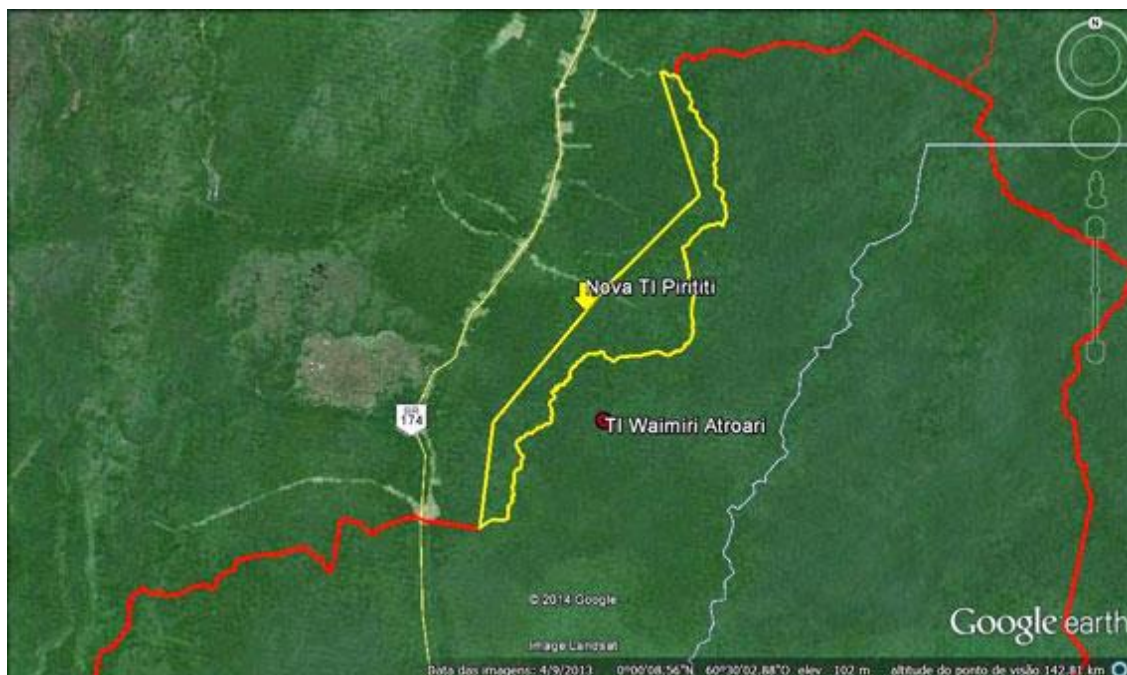 N
Nova TI Pirititi
BR
174
TI Waimiri Atroari
© 2014 Google
Google earth
Image Landsat
Data das imagens: 4/9/2013 0°00'08.56"N 60°30'02.88"O elev 102 m altitude do ponto de visão 142.81 km